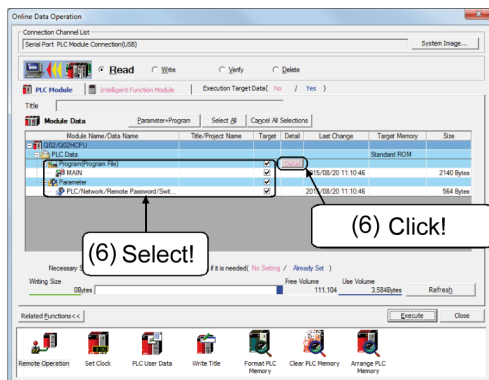 Online Data Operation
Connection Channel List
Serial Port PLC Module Connection(USB)
System Image...
Read Write Verify Delete
PLC Module Intelligent Function Module Execution Target Data( No / Yes )
Title
Module Data Parameter+Program Select All Cancel All Selections
Module Name/Data Name Title/Project Name Target Detail Last Change Target Memory Size
Q02/Q02HCPU
PLC Data Standard ROM
Program(Program File) Detail
MAIN 2015/08/20 11:10:46 2140 Bytes
Parameter
PLC/Network/Remote Password/Swit... 2015/08/20 11:10:46 564 Bytes
(6) Select!
(6) Click!
Necessary S
if it is needed( No Setting / Already Set )
Writing Size Free Volume Use Volume
0Bytes 111,104 3,584Bytes Refresh
Related Functions<< Execute Close
Remote Operation Set Clock PLC User Data Write Title Format PLC Memory Clear PLC Memory Arrange PLC Memory